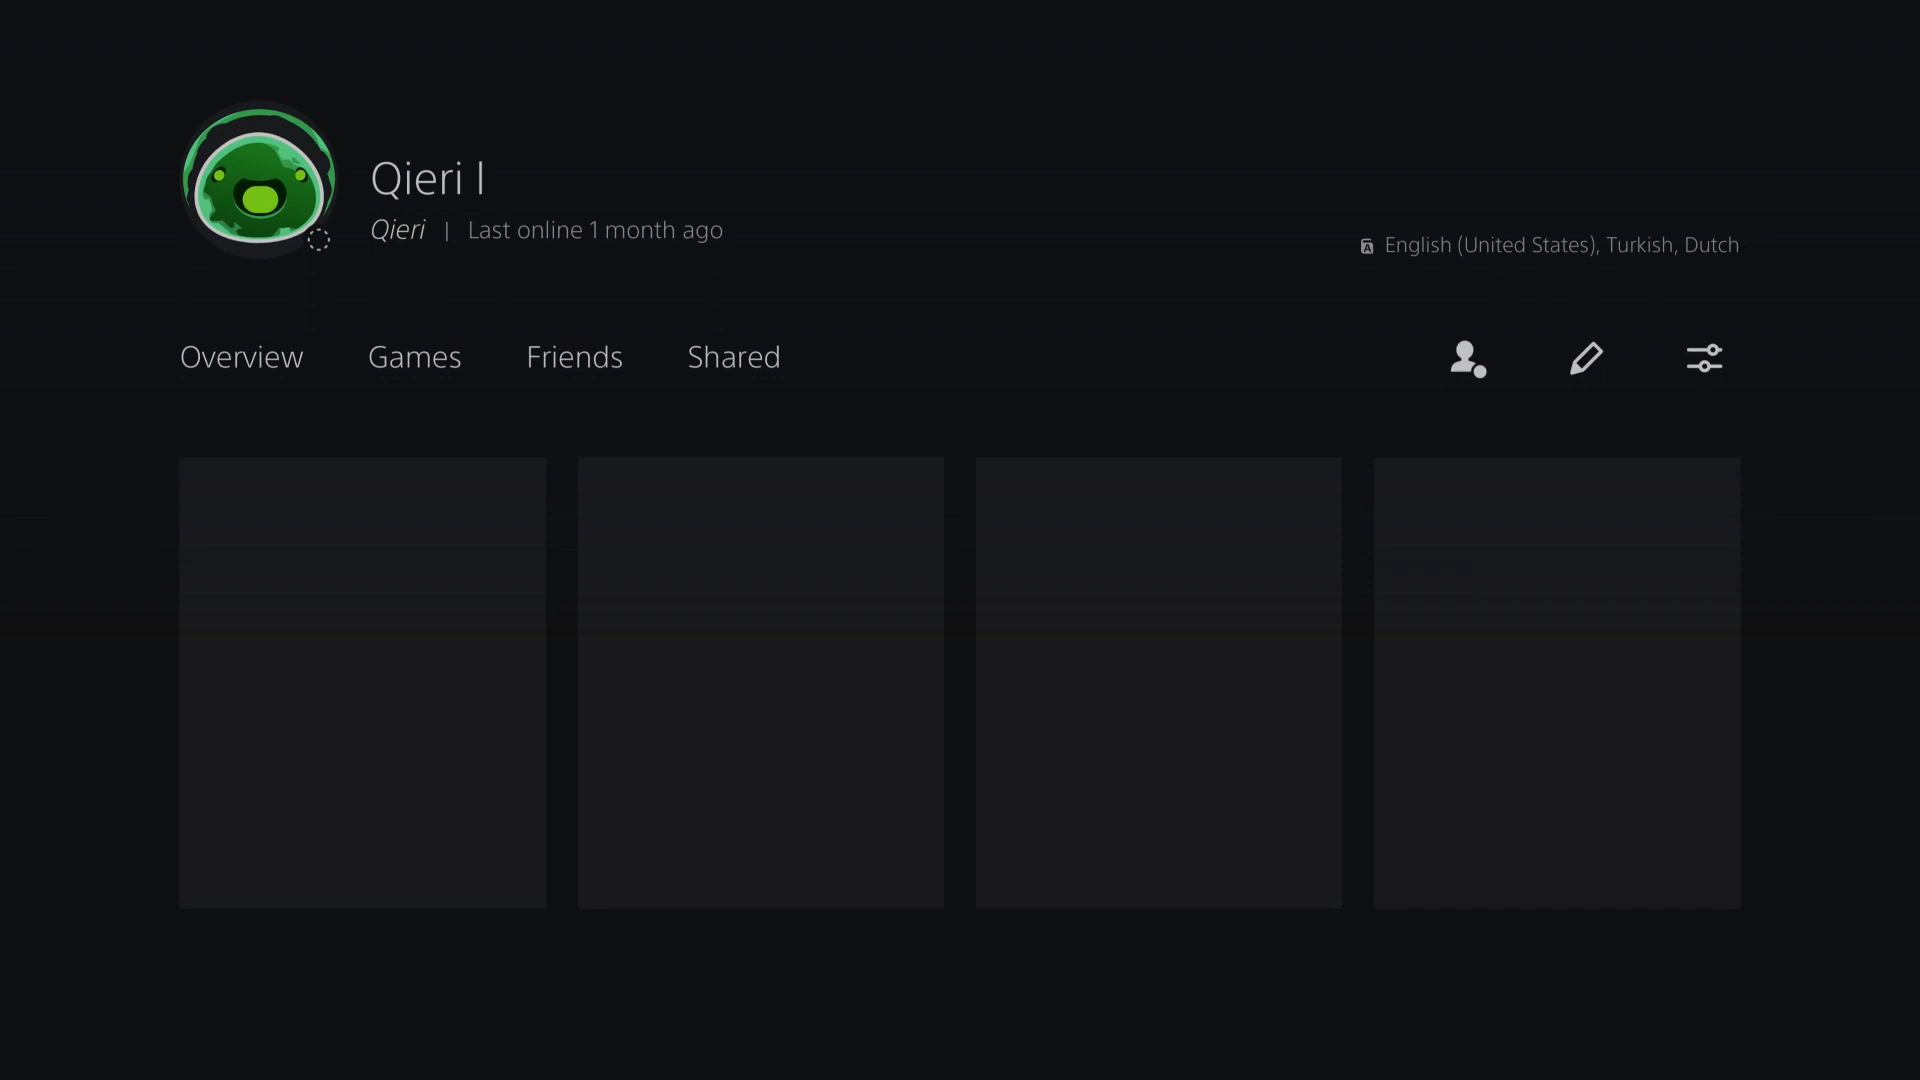 Qieri l
Qieri | Last online 1 month ago
English (United States), Turkish, Dutch
Overview Games Friends Shared